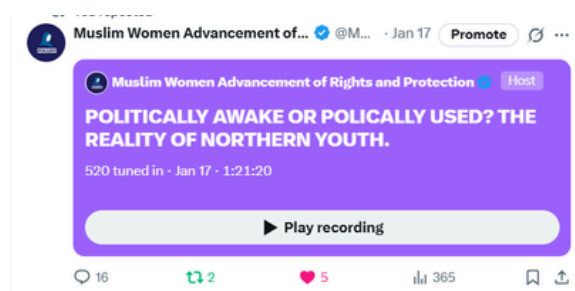 You reposted
Muslim Women Advancement of... @M... · Jan 17 Promote ...
Muslim Women Advancement of Rights and Protection Host
POLITICALLY AWAKE OR POLICALLY USED? THE
REALITY OF NORTHERN YOUTH.
520 tuned in · Jan 17 · 1:21:20
Play recording
16 2 5 365